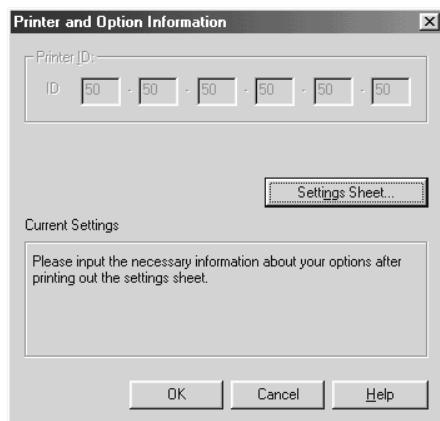 Printer and Option Information
Printer ID:
ID 50 - 50 - 50 - 50 - 50 - 50
Settings Sheet...
Current Settings
Please input the necessary information about your options after
printing out the settings sheet.
OK Cancel Help